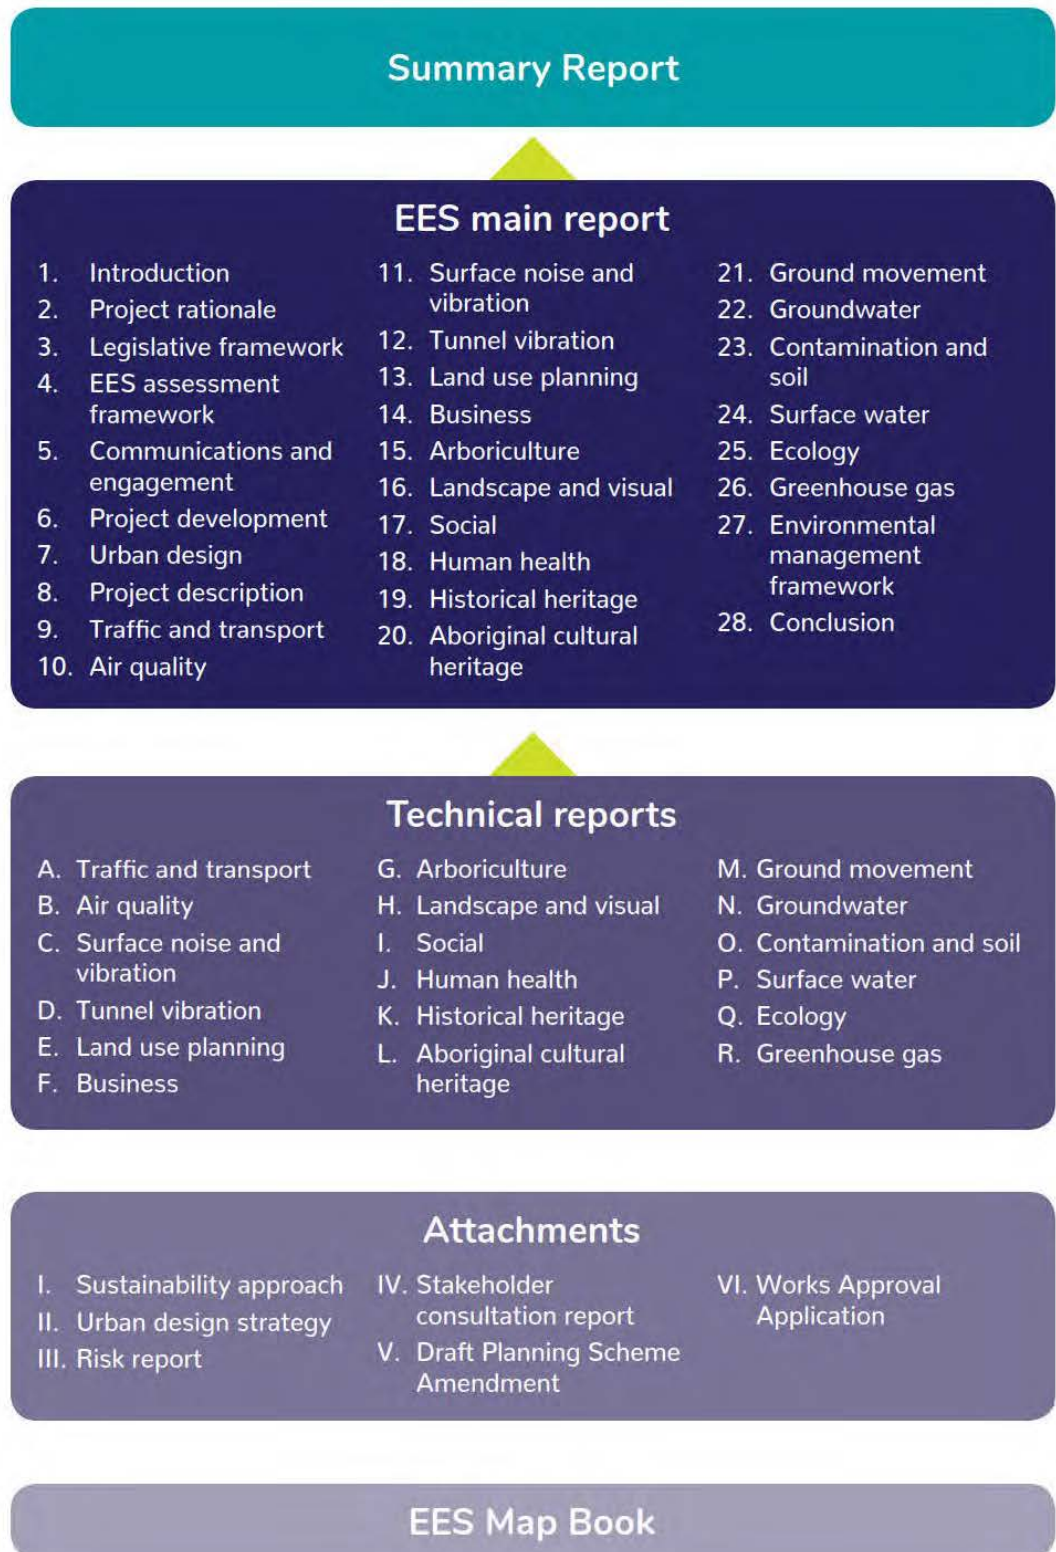 Summary Report
EES main report
1. Introduction
2. Project rationale
3. Legislative framework
4. EES assessment
framework
5. Communications and
engagement
6. Project development
7. Urban design
8. Project description
9. Traffic and transport
10. Air quality
11. Surface noise and
vibration
12. Tunnel vibration
13. Land use planning
14. Business
15. Arboriculture
16. Landscape and visual
17. Social
18. Human health
19. Historical heritage
20. Aboriginal cultural
heritage
21. Ground movement
22. Groundwater
23. Contamination and
soil
24. Surface water
25. Ecology
26. Greenhouse gas
27. Environmental
management
framework
28. Conclusion
Technical reports
A. Traffic and transport
B. Air quality
C. Surface noise and
vibration
D. Tunnel vibration
E. Land use planning
F. Business
G. Arboriculture
H. Landscape and visual
I. Social
J. Human health
K. Historical heritage
L. Aboriginal cultural
heritage
M. Ground movement
N. Groundwater
O. Contamination and soil
P. Surface water
Q. Ecology
R. Greenhouse gas
Attachments
I. Sustainability approach
II. Urban design strategy
III. Risk report
IV. Stakeholder
consultation report
V. Draft Planning Scheme
Amendment
VI. Works Approval
Application
EES Map Book